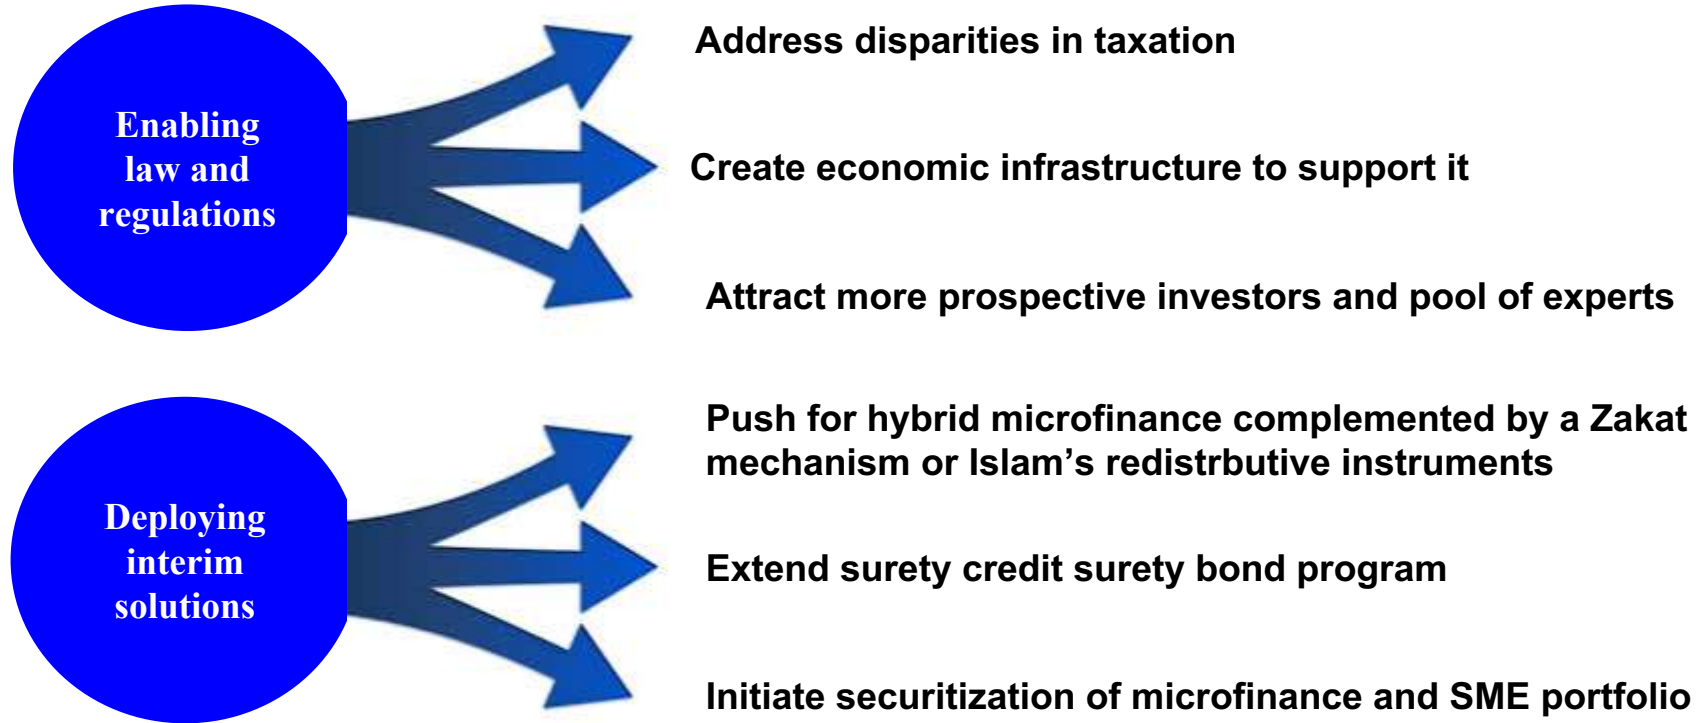 Enabling
law and
regulations
Address disparities in taxation
Create economic infrastructure to support it
Attract more prospective investors and pool of experts
Deploying
interim
solutions
Push for hybrid microfinance complemented by a Zakat
mechanism or Islam’s redistrbutive instruments
Extend surety credit surety bond program
Initiate securitization of microfinance and SME portfolio